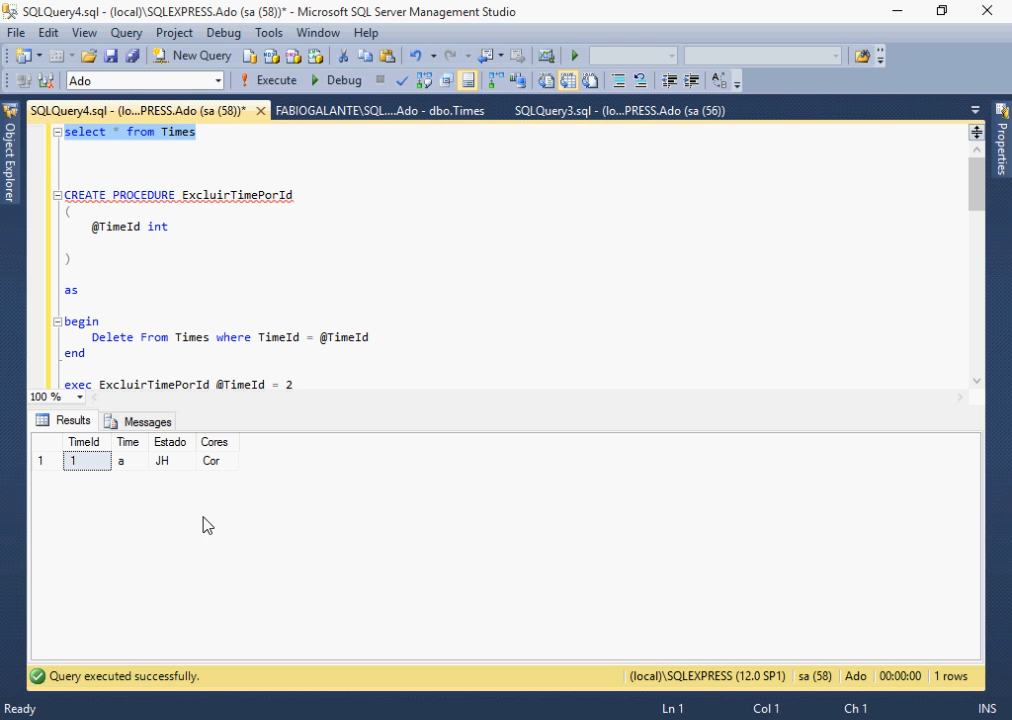 SQLQuery4.sql - (local)\SQLEXPRESS.Ado (sa (58))* - Microsoft SQL Server Management Studio
File Edit View Query Project Debug Tools Window Help
New Query
Ado Execute Debug
SQLQuery4.sql - (lo...PRESS.Ado (sa (58))* FABIOGALANTE\SQL....Ado - dbo.Times SQLQuery3.sql - (lo...PRESS.Ado (sa (56))
Object Explorer
Properties
select * from Times
CREATE PROCEDURE ExcluirTimePorId
(
@TimeId int
)
as
begin
Delete From Times where TimeId = @TimeId
end
exec ExcluirTimePorId @TimeId = 2
100 %
Results Messages
TimeId Time Estado Cores
1 1 a JH Cor
Query executed successfully. (local)\SQLEXPRESS (12.0 SP1) sa (58) Ado 00:00:00 1 rows
Ready Ln 1 Col 1 Ch 1 INS